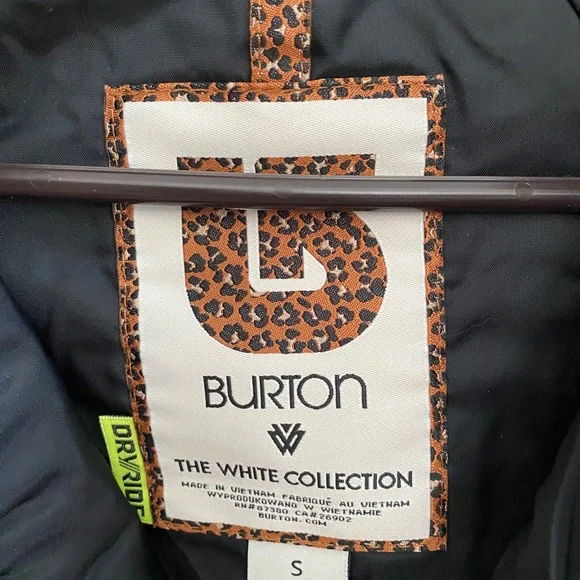 BURTON
THE WHITE COLLECTION
MADE IN VIETNAM FABRIQUÉ AU VIETNAM
WYPRODUKOWANO W WIETNAMIE
RN#87380 CA#26902
BURTON.COM
DRYRIDE
S